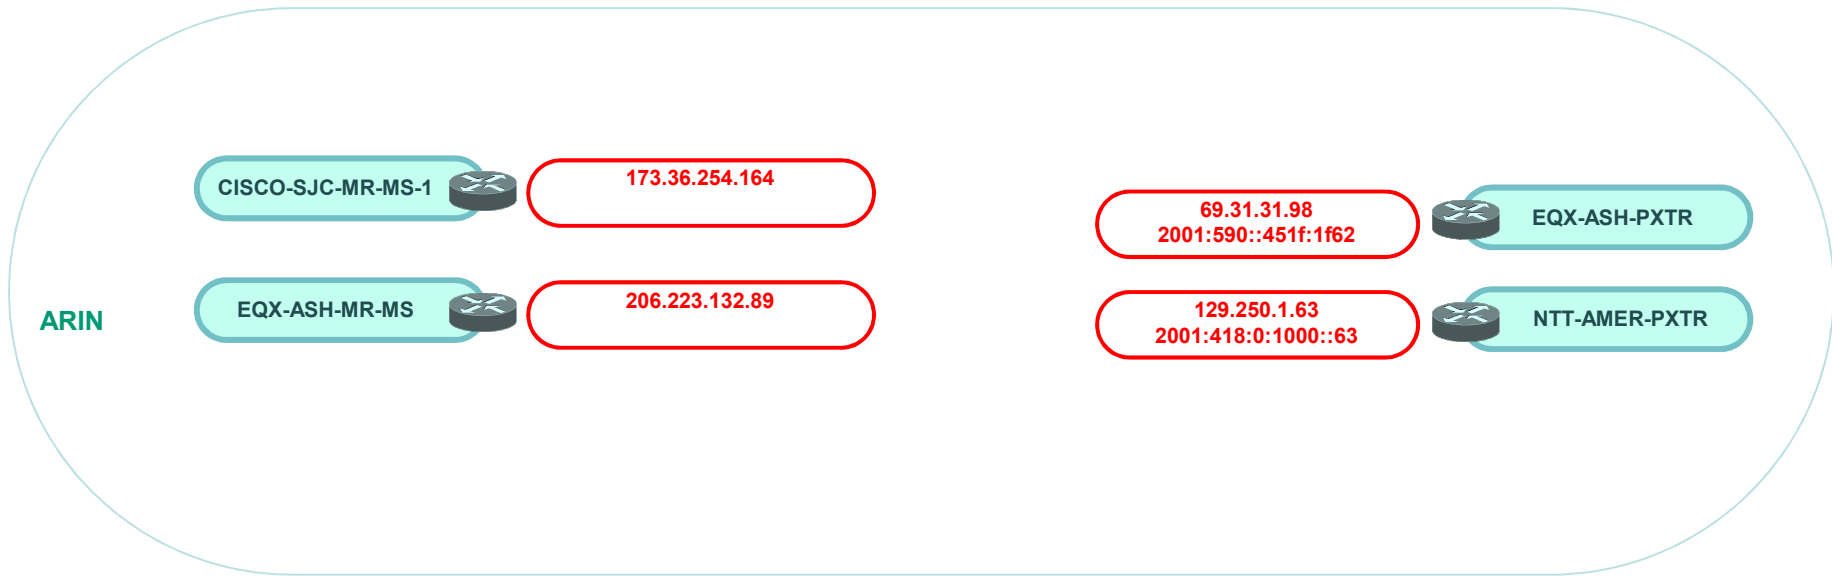 CISCO-SJC-MR-MS-1
173.36.254.164
69.31.31.98
2001:590::451f:1f62
EQX-ASH-PXTR
ARIN
EQX-ASH-MR-MS
206.223.132.89
129.250.1.63
2001:418:0:1000::63
NTT-AMER-PXTR